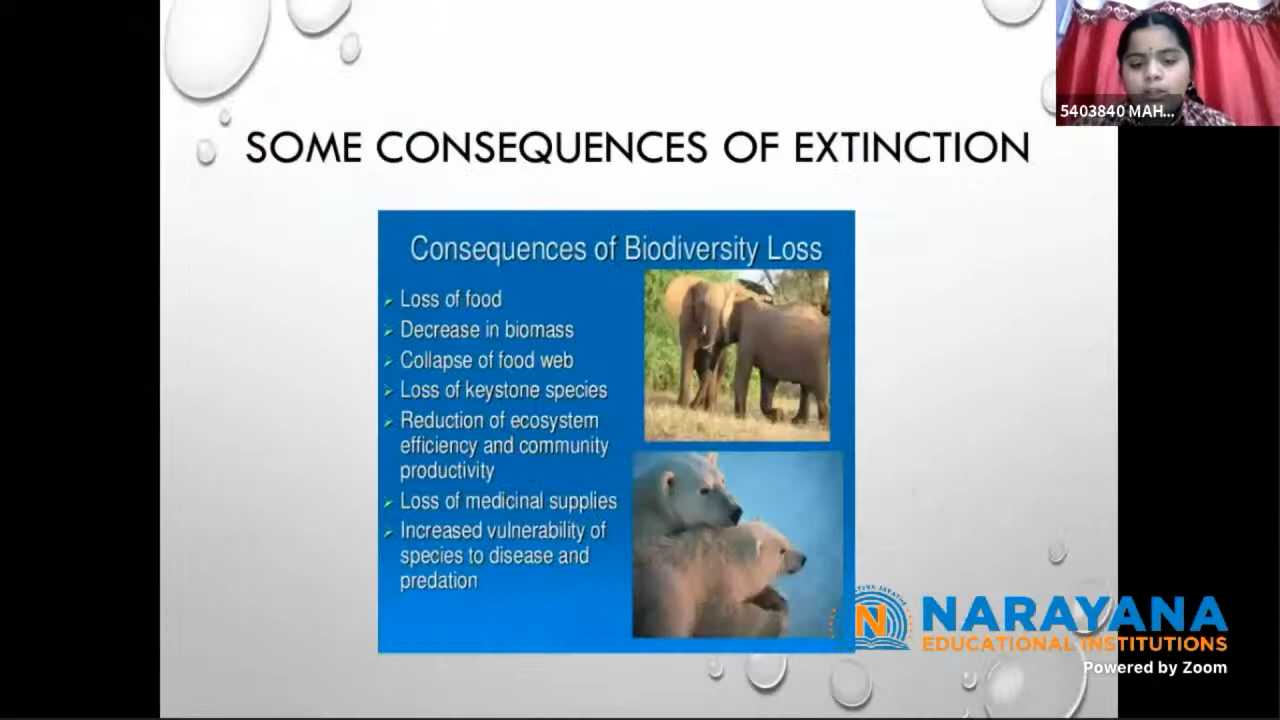 5403840 MAH...
SOME CONSEQUENCES OF EXTINCTION
Consequences of Biodiversity Loss
Loss of food
Decrease in biomass
Collapse of food web
Loss of keystone species
Reduction of ecosystem
efficiency and community
productivity
Loss of medicinal supplies
Increased vulnerability of
species to disease and
predation
N
NARAYANA
EDUCATIONAL INSTITUTIONS
Powered by Zoom